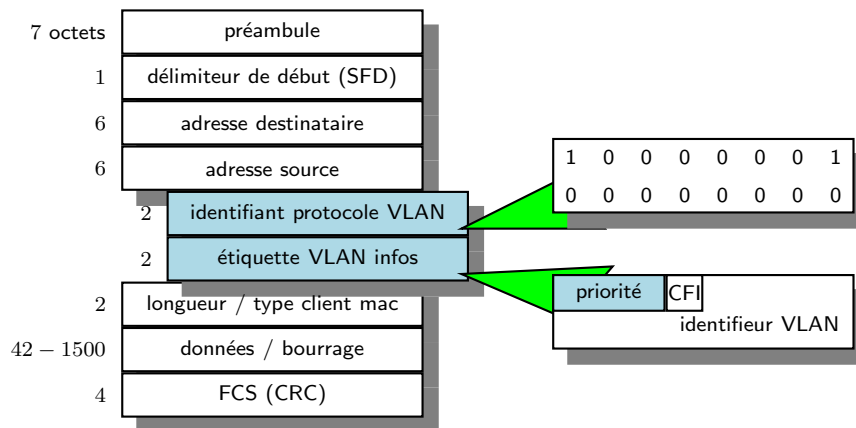 7 octets préambule
1 délimiteur de début (SFD)
6 adresse destinataire
6 adresse source
2 identifiant protocole VLAN
2 étiquette VLAN infos
2 longueur / type client mac
42 − 1500 données / bourrage
4 FCS (CRC)
1 0 0 0 0 0 0 1
0 0 0 0 0 0 0 0
priorité CFI
identifieur VLAN